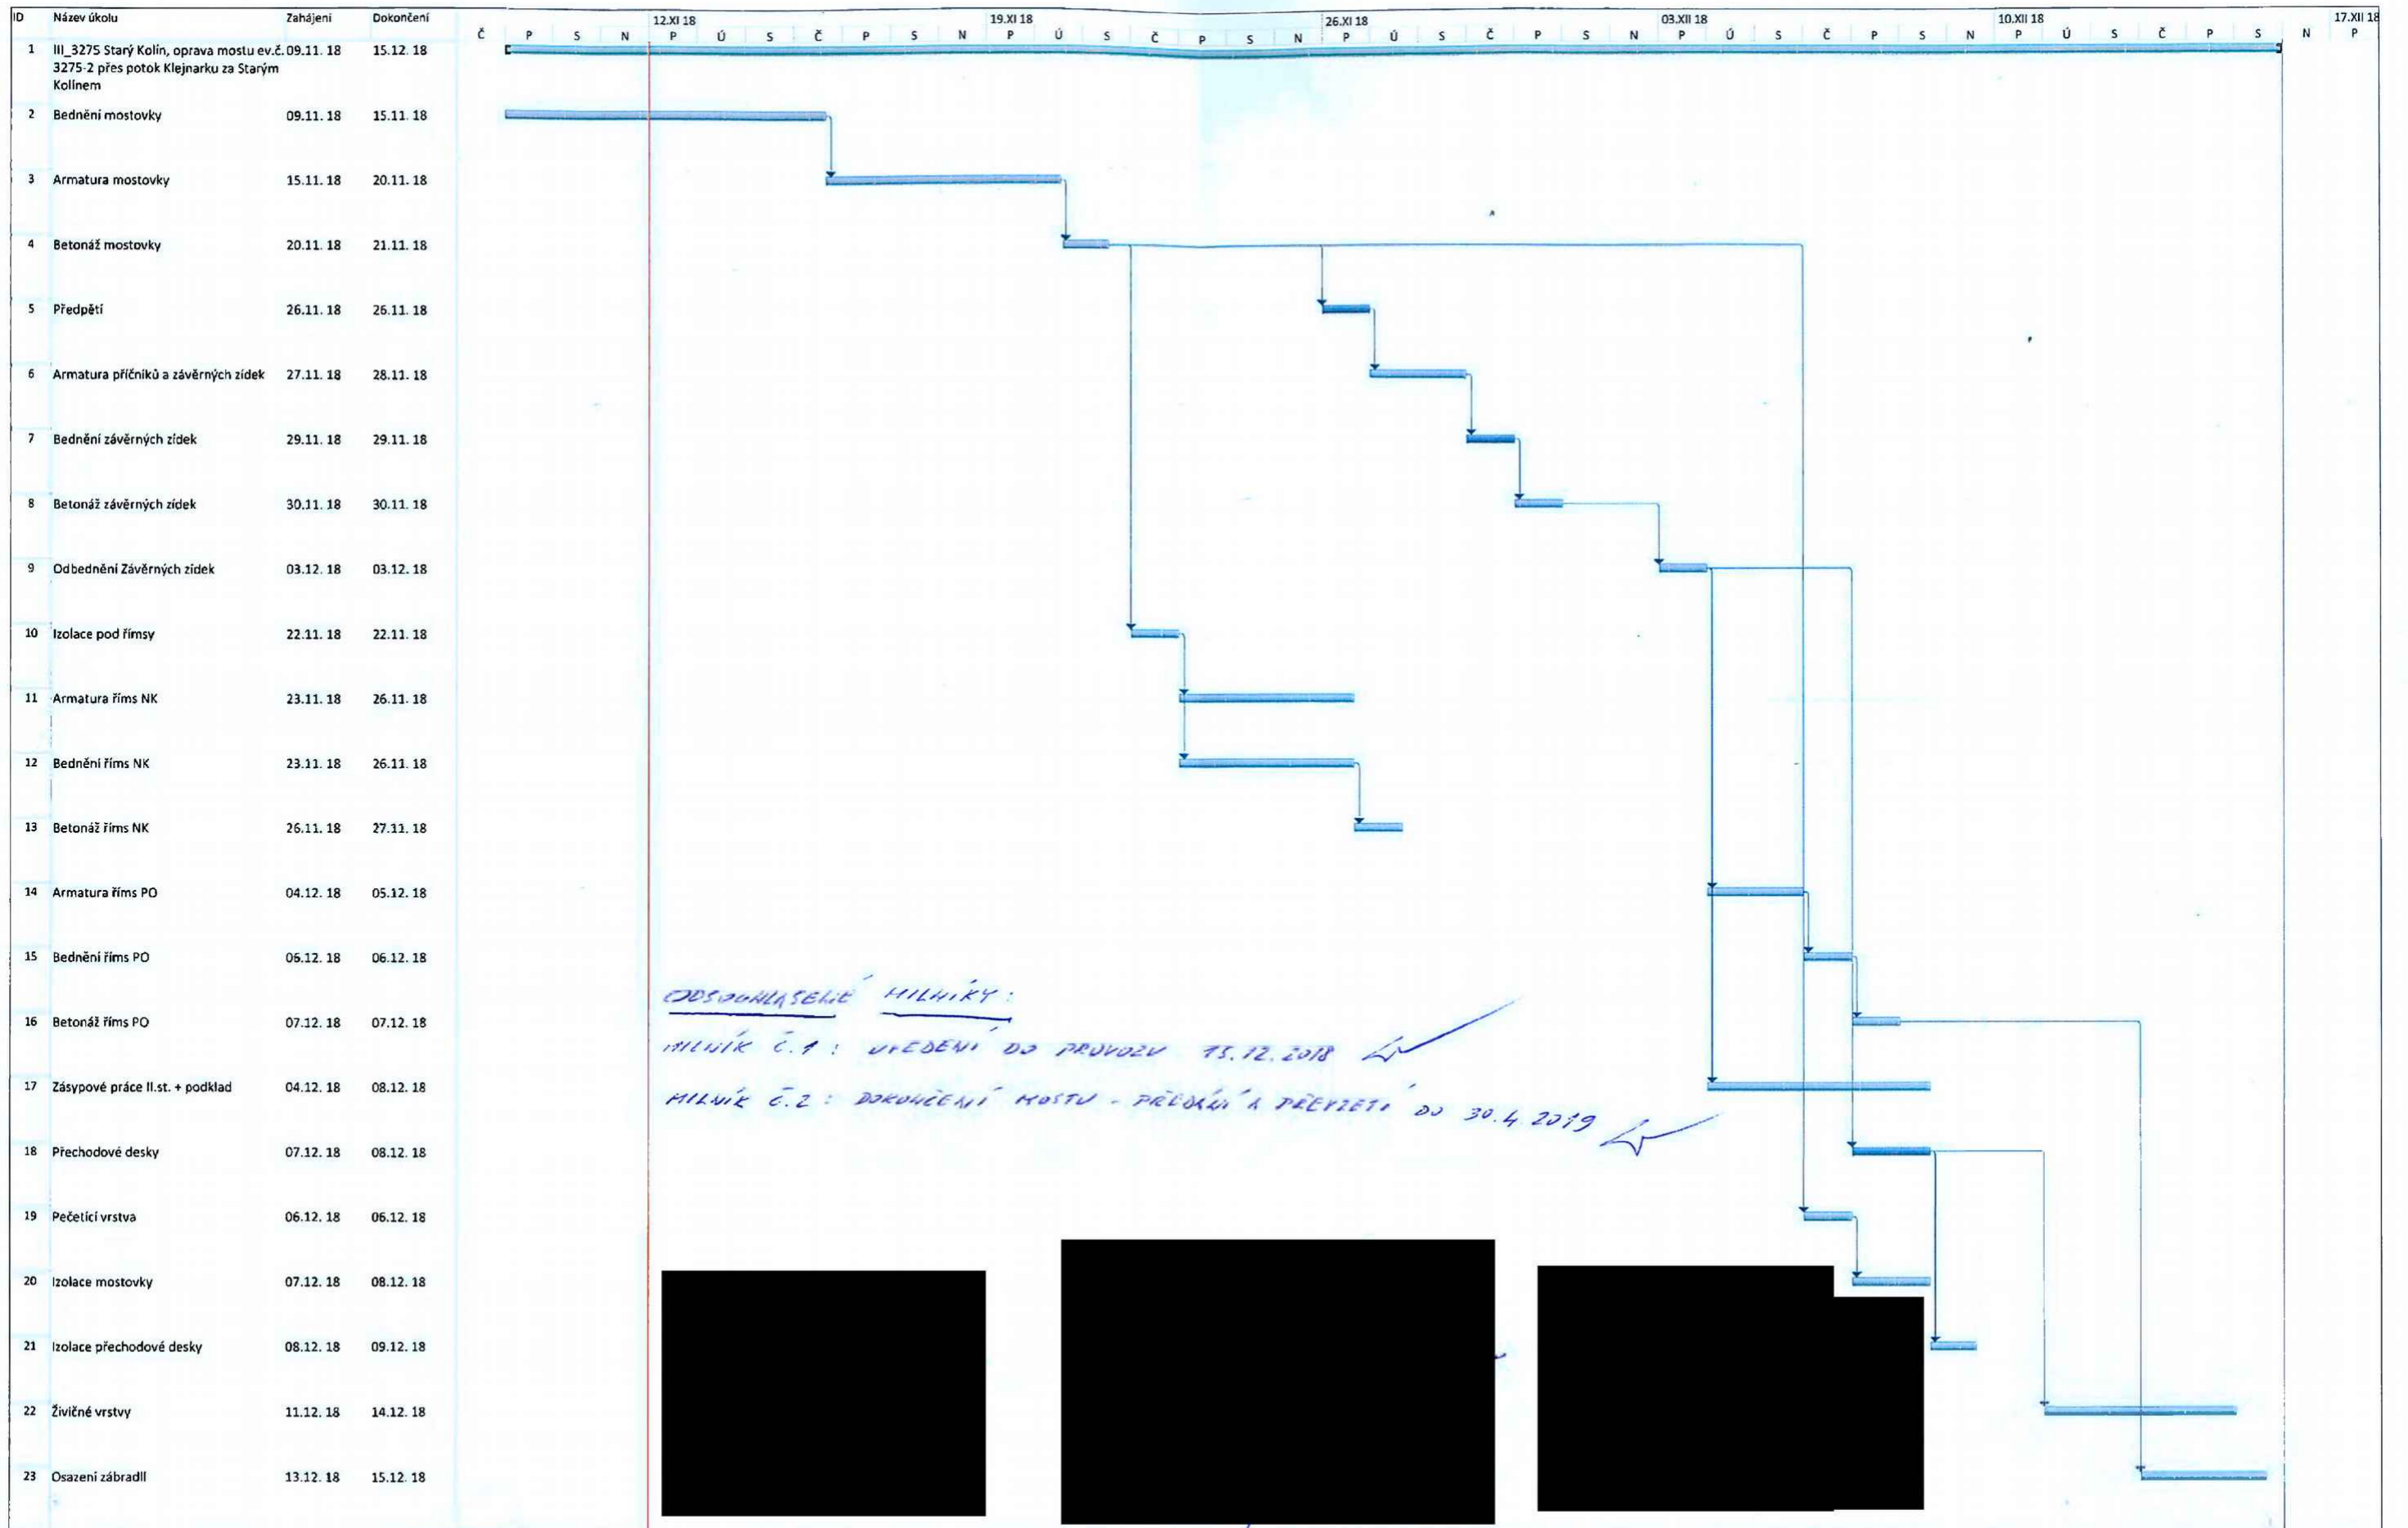 ID Název úkolu Zahájení Dokončení 12.XI 18 19.XI 18 26.XI 18 03.XII 18 10.XII 18 17.XII 18
Č P S N P Ú S Č P S N P Ú S Č P S N P Ú S Č P S N P Ú S Č P S N P Ú S Č P S N P
1 III_3275 Starý Kolín, oprava mostu ev.č. 09.11. 18 15.12. 18
3275-2 přes potok Klejnarku za Starým
Kolínem
2 Bednění mostovky 09.11. 18 15.11. 18
3 Armatura mostovky 15.11. 18 20.11. 18
4 Betonáž mostovky 20.11. 18 21.11. 18
5 Předpětí 26.11. 18 26.11. 18
6 Armatura příčníků a závěrných zídek 27.11. 18 28.11. 18
7 Bednění závěrných zídek 29.11. 18 29.11. 18
8 Betonáž závěrných zídek 30.11. 18 30.11. 18
9 Odbednění Závěrných zídek 03.12. 18 03.12. 18
10 Izolace pod římsy 22.11. 18 22.11. 18
11 Armatura říms NK 23.11. 18 26.11. 18
12 Bednění říms NK 23.11. 18 26.11. 18
13 Betonáž říms NK 26.11. 18 27.11. 18
14 Armatura říms PO 04.12. 18 05.12. 18
15 Bednění říms PO 06.12. 18 06.12. 18
ODSOUHLASENÉ MILNÍKY:
16 Betonáž říms PO 07.12. 18 07.12. 18
MILNÍK Č.1: UVEDENÍ DO PROVOZU 15.12.2018
17 Zásypové práce II.st. + podklad 04.12. 18 08.12. 18
MILNÍK Č.2: DOKONČENÍ MOSTU - PŘEDÁNÍ A PŘEVZETÍ DO 30.4.2019
18 Přechodové desky 07.12. 18 08.12. 18
19 Pečetící vrstva 06.12. 18 06.12. 18
20 Izolace mostovky 07.12. 18 08.12. 18
21 Izolace přechodové desky 08.12. 18 09.12. 18
22 Živičné vrstvy 11.12. 18 14.12. 18
23 Osazení zábradlí 13.12. 18 15.12. 18